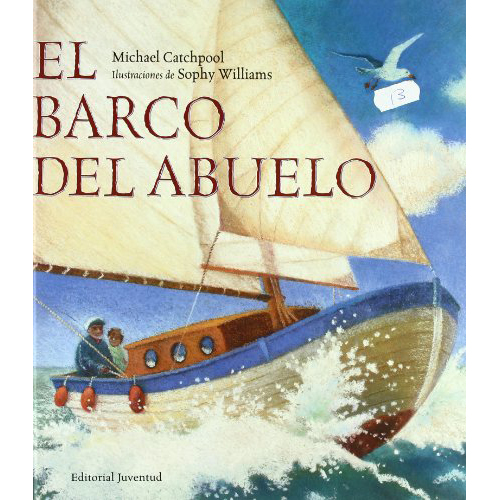 EL
Michael Catchpool
Ilustraciones de Sophy Williams
BARCO
DEL ABUELO
13
Editorial Juventud